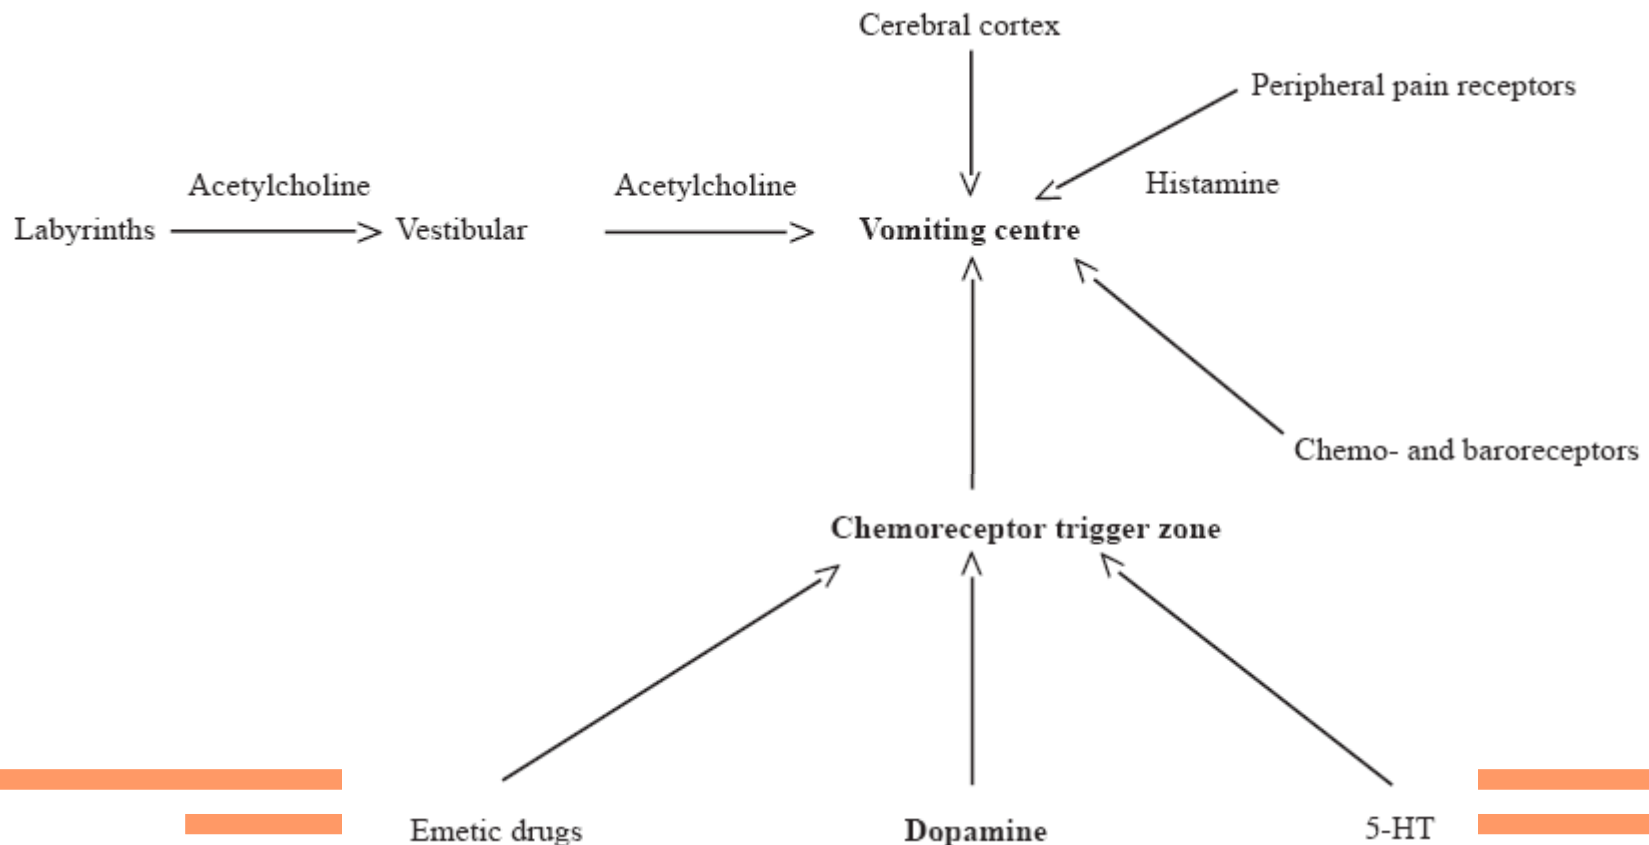 Cerebral cortex
Peripheral pain receptors
Acetylcholine
Acetylcholine
Histamine
Labyrinths
Vestibular
Vomiting centre
Chemo- and baroreceptors
Chemoreceptor trigger zone
Emetic drugs
Dopamine
5-HT